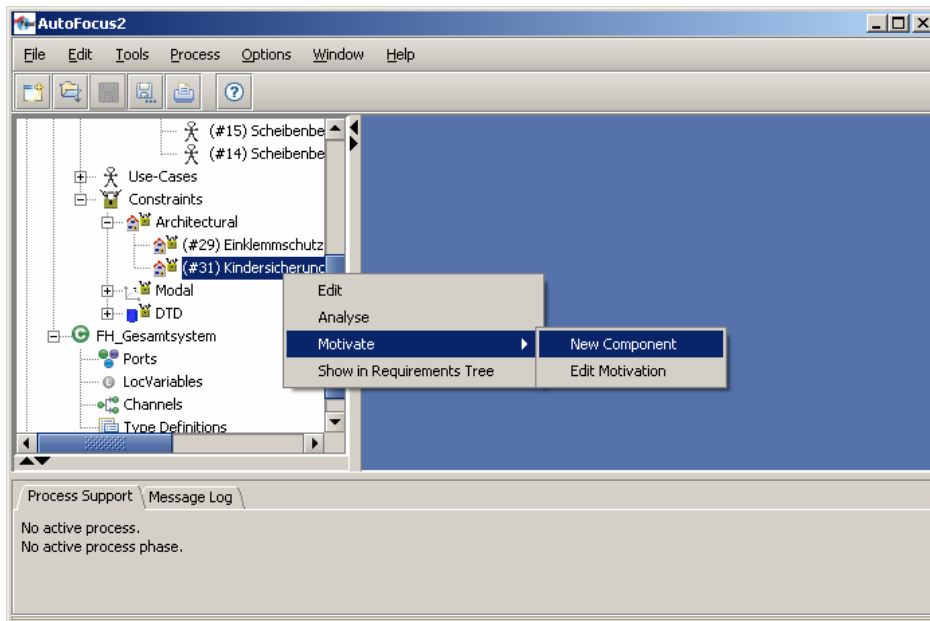 AutoFocus2
File Edit Tools Process Options Window Help
(#15) Scheibenbe
(#14) Scheibenbe
Use-Cases
Constraints
Architectural
(#29) Einklemmschutz
(#31) Kindersicherung
Modal
DTD
FH_Gesamtsystem
Ports
LocVariables
Channels
Type Definitions
Edit
Analyse
Motivate
Show in Requirements Tree
New Component
Edit Motivation
Process Support Message Log
No active process.
No active process phase.